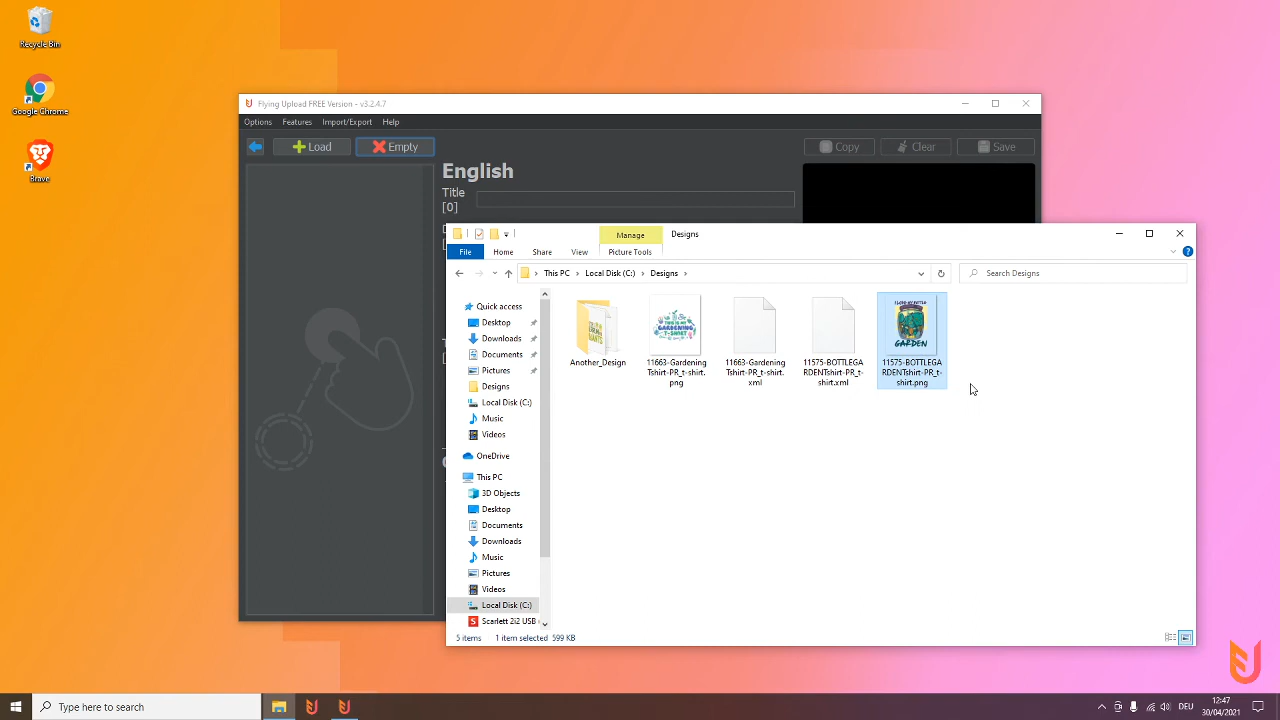 Recycle Bin
Google Chrome
Brave
Flying Upload FREE Version - v3.2.4.7
Options Features Import/Export Help
Load Empty Copy Clear Save
English
Title
[0]
Manage Designs
File Home Share View Picture Tools
This PC Local Disk (C:) Designs Search Designs
Quick access
Desktop
Downloads
Documents
Pictures
Designs
Local Disk (C:)
Music
Videos
OneDrive
This PC
3D Objects
Desktop
Documents
Downloads
Music
Pictures
Videos
Local Disk (C:)
Scarlett 2i2 USB
Another_Design
11663-Gardening
Tshirt-PR_t-shirt.
png
11663-Gardening
Tshirt-PR_t-shirt.
xml
11575-BOTTLEGA
RDENTshirt-PR_t-
shirt.xml
GARDEN
11575-BOTTLEGA
RDENTshirt-PR_t-
shirt.png
THIS IS MY
GARDENING
T-SHIRT
5 items 1 item selected 599 KB
Type here to search
DEU
12:47
30/04/2021